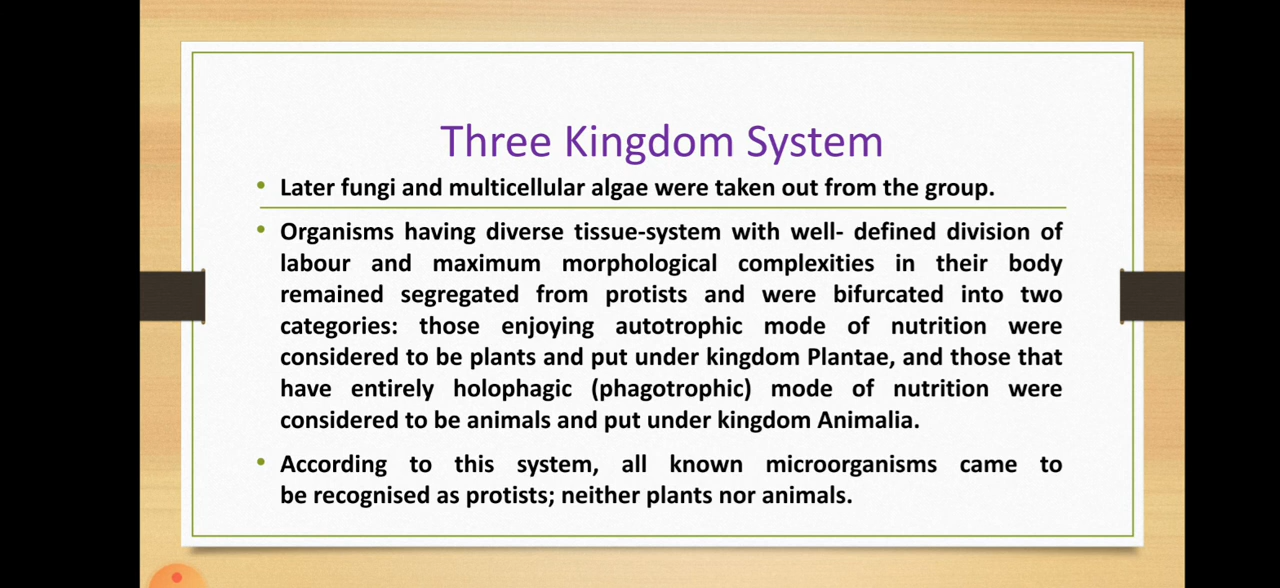 Three Kingdom System
• Later fungi and multicellular algae were taken out from the group.
• Organisms having diverse tissue-system with well- defined division of
labour and maximum morphological complexities in their body
remained segregated from protists and were bifurcated into two
categories: those enjoying autotrophic mode of nutrition were
considered to be plants and put under kingdom Plantae, and those that
have entirely holophagic (phagotrophic) mode of nutrition were
considered to be animals and put under kingdom Animalia.
• According to this system, all known microorganisms came to
be recognised as protists; neither plants nor animals.